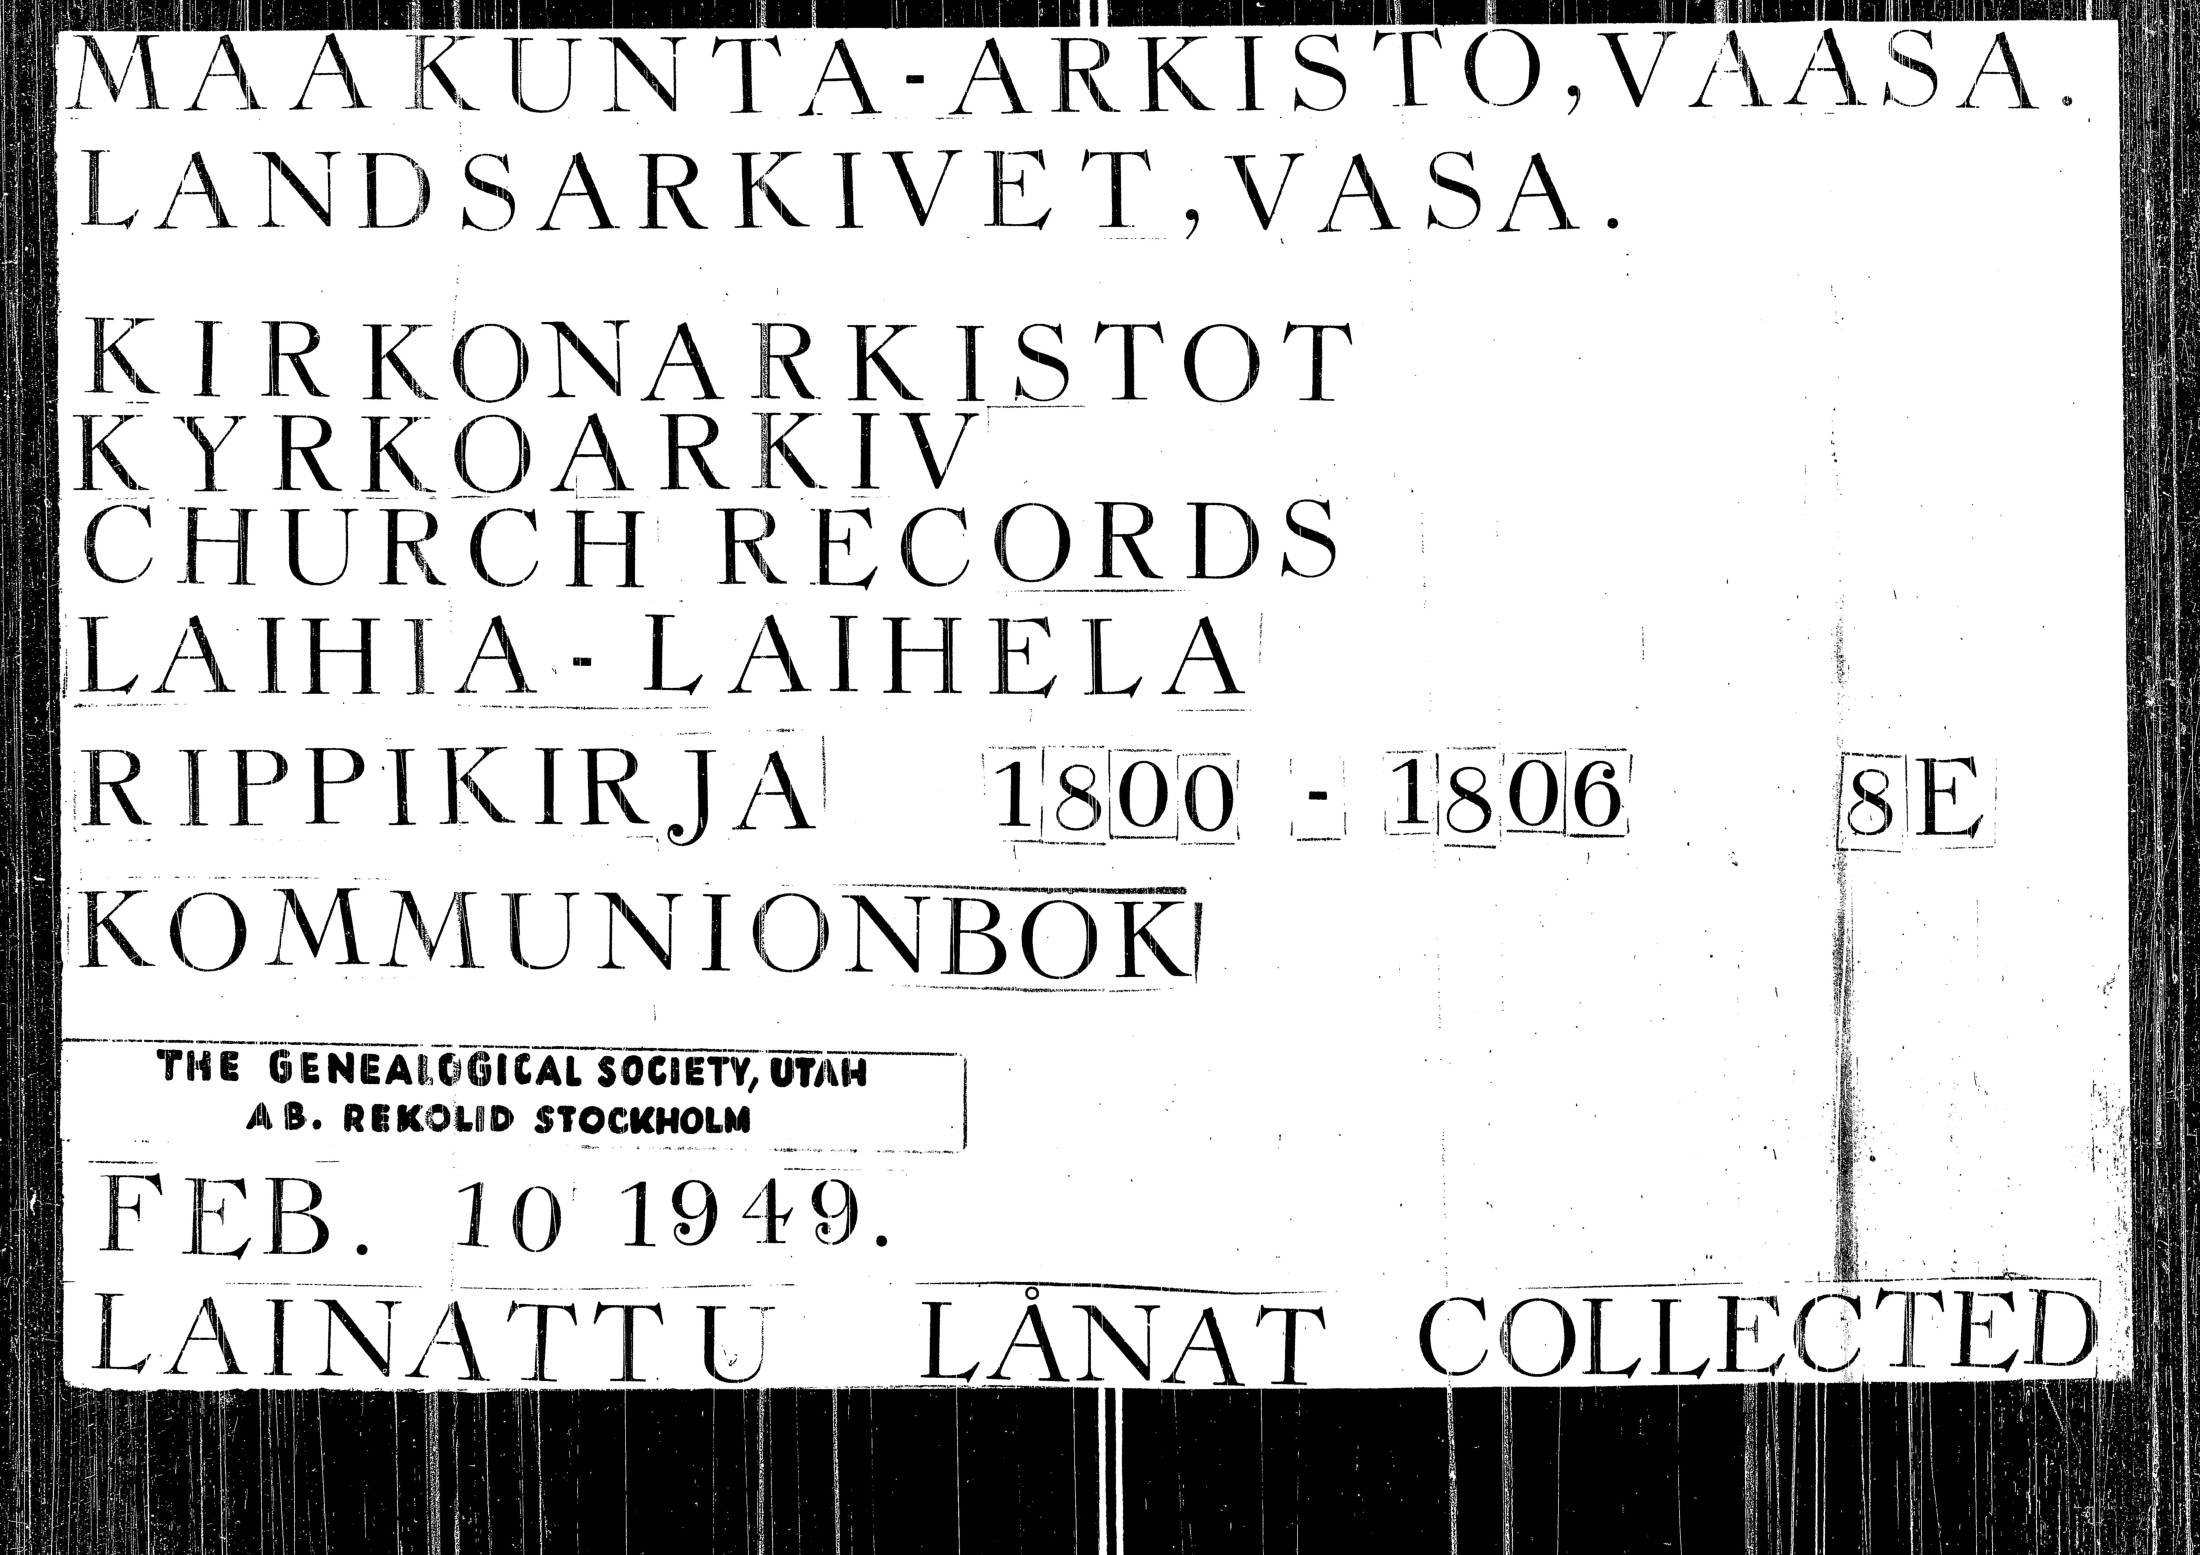 MAAKUNTA-ARKISTO, VAASA.
LANDSARKIVET, VASA.
KIRKONARKISTOT
KYRKOARKIV
CHURCH RECORDS
LAIHIA - LAIHELA
RIPPIKIRJA 1800 - 1806 8E
KOMMUNIONBOK
THE GENEALOGICAL SOCIETY, UTAH
AB. REKOLID STOCKHOLM
FEB. 10 1949.
LAINATTU LÅNAT COLLECTED